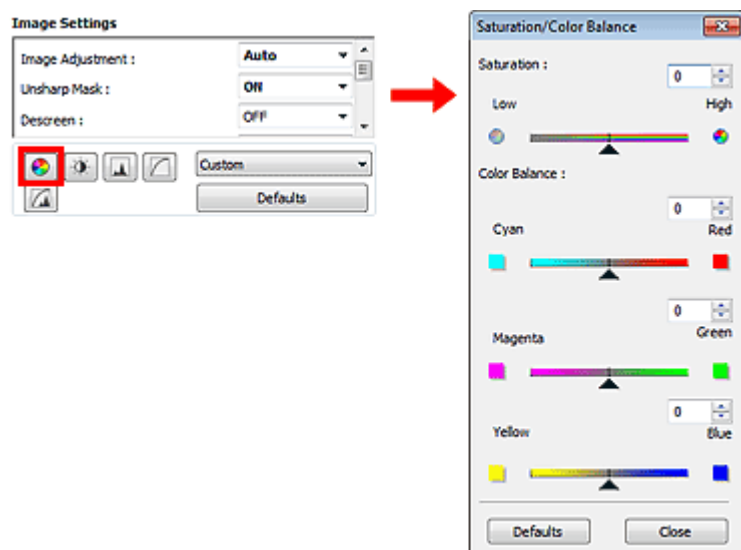 Image Settings
Image Adjustment : Auto
Unsharp Mask : ON
Descreen : OFF
Custom
Defaults
Saturation/Color Balance
Saturation :
0
Low High
Color Balance :
0
Cyan Red
0
Magenta Green
0
Yellow Blue
Defaults Close